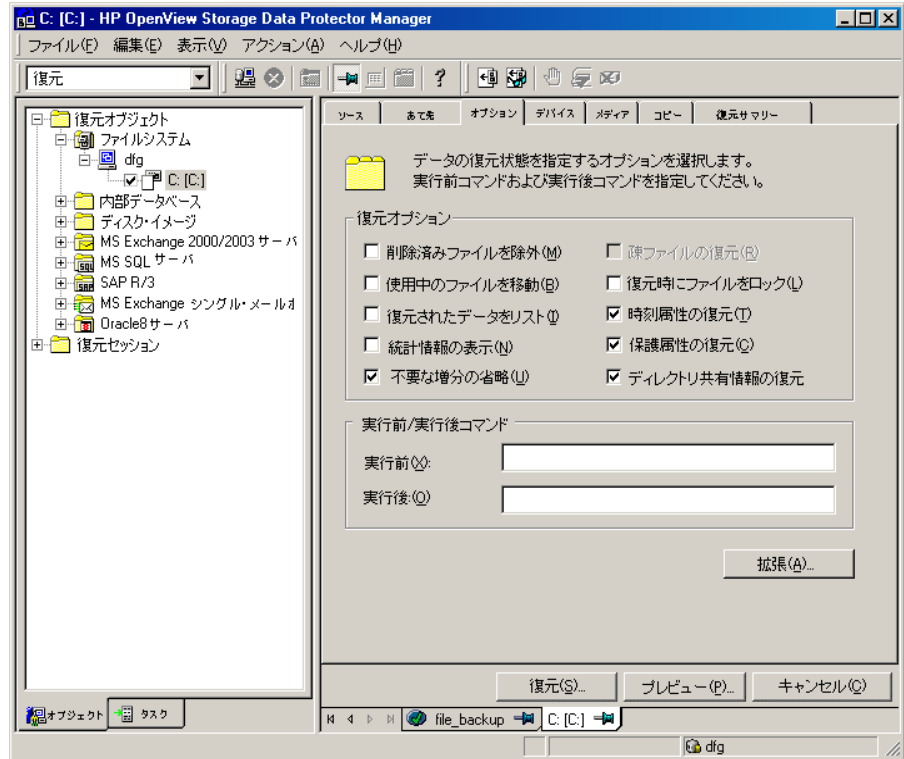 C: [C:] - HP OpenView Storage Data Protector Manager
ファイル(F) 編集(E) 表示(V) アクション(A) ヘルプ(H)
復元
復元オブジェクト
ファイルシステム
dfg
C: [C:]
内部データベース
ディスク・イメージ
MS Exchange 2000/2003 サーバ
MS SQL サーバ
SAP R/3
MS Exchange シングル・メールオ
Oracle8サーバ
復元セッション
オブジェクト タスク
ソース あて先 オプション デバイス メディア コピー 復元サマリー
データの復元状態を指定するオプションを選択します。
実行前コマンドおよび実行後コマンドを指定してください。
復元オプション
削除済みファイルを除外(M) 疎ファイルの復元(R)
使用中のファイルを移動(B) 復元時にファイルをロック(L)
復元されたデータをリスト(I) 時刻属性の復元(T)
統計情報の表示(N) 保護属性の復元(C)
不要な増分の省略(U) ディレクトリ共有情報の復元
実行前/実行後コマンド
実行前(X):
実行後:(O)
拡張(A)...
復元(S)... プレビュー(P)... キャンセル(C)
file_backup C: [C:]
dfg